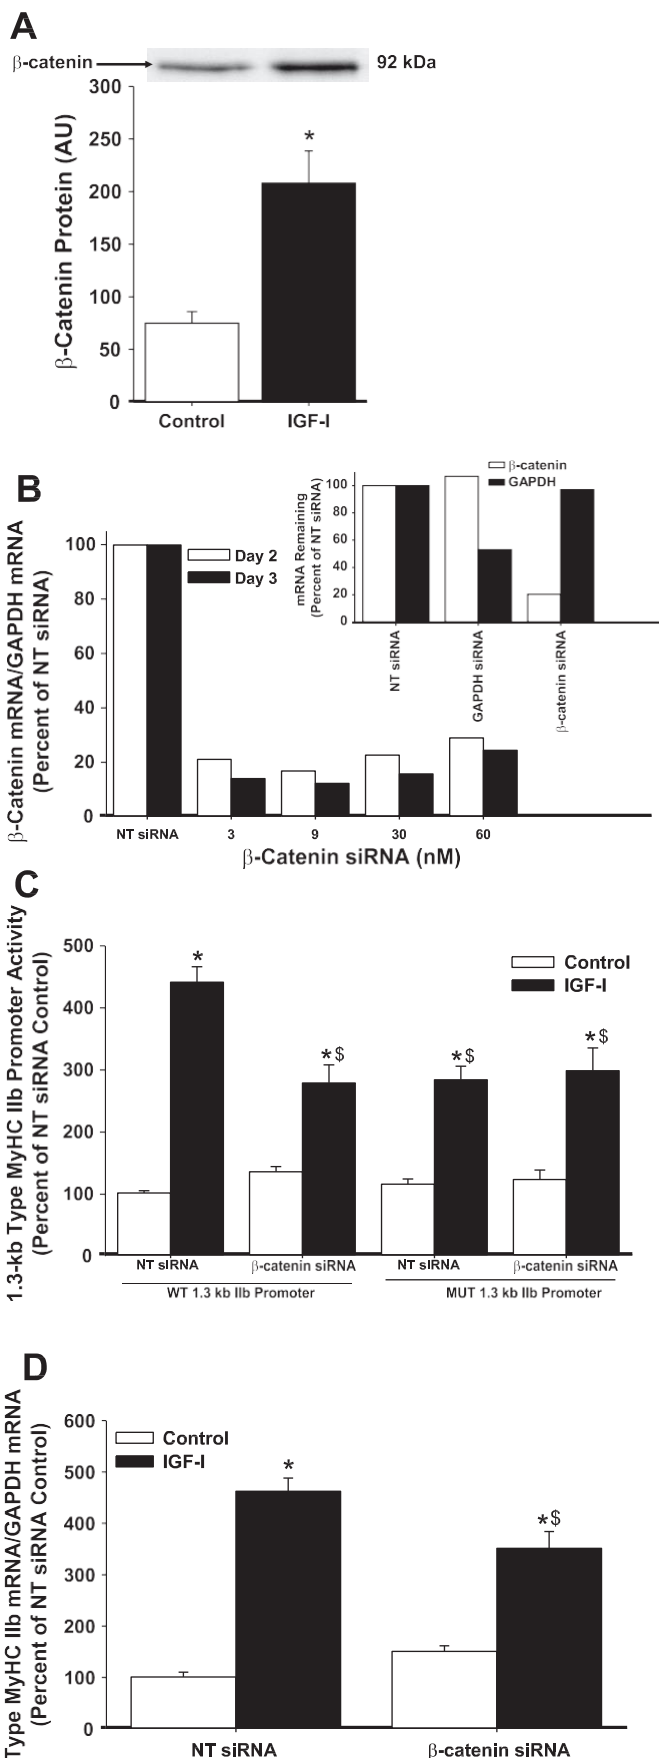 A
β-catenin
92 kDa
β-Catenin Protein (AU)
300
250
200
150
100
50
0
*
Control
IGF-I
B
β-Catenin mRNA/GAPDH mRNA
(Percent of NT siRNA)
100
80
60
40
20
0
Day 2
Day 3
NT siRNA
3
9
30
60
β-Catenin siRNA (nM)
mRNA Remaining
(Percent of NT siRNA)
100
80
60
40
20
0
β-catenin
GAPDH
NT siRNA
GAPDH siRNA
β-catenin siRNA
C
1.3-kb Type MyHC IIb Promoter Activity
(Percent of NT siRNA Control)
500
400
300
200
100
0
Control
IGF-I
*
*$
*$
*$
NT siRNA
β-catenin siRNA
NT siRNA
β-catenin siRNA
WT 1.3 kb IIb Promoter
MUT 1.3 kb IIb Promoter
D
Type MyHC IIb mRNA/GAPDH mRNA
(Percent of NT siRNA Control)
600
500
400
300
200
100
0
Control
IGF-I
*
*$
NT siRNA
β-catenin siRNA